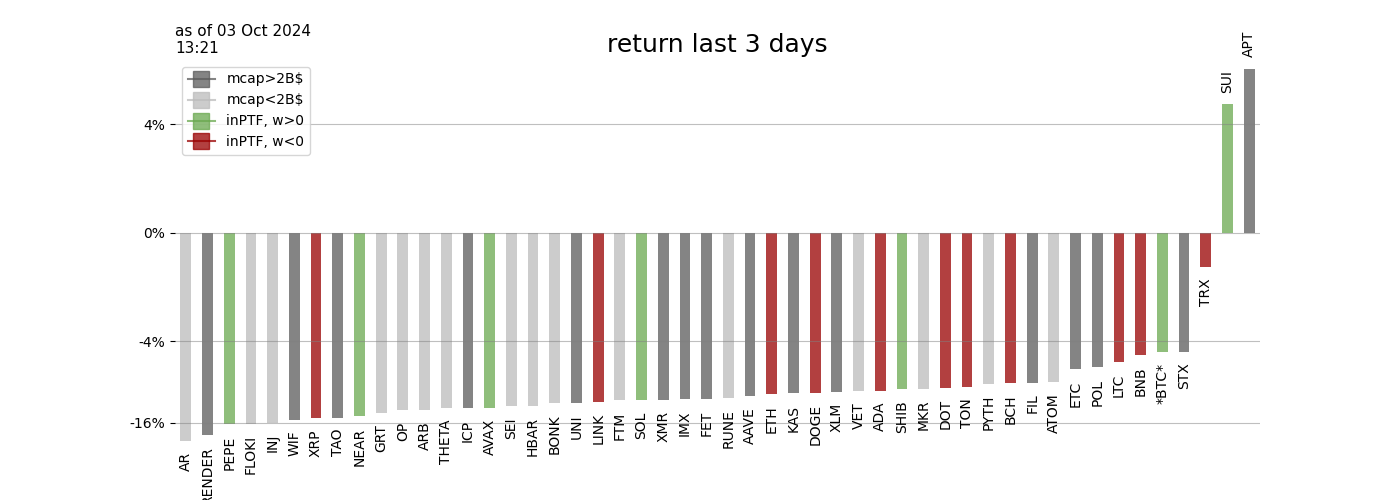 as of 03 Oct 2024
13:21
return last 3 days
mcap>2B$
mcap<2B$
inPTF, w>0
inPTF, w<0
4%
0%
-4%
-16%
AR
RENDER
PEPE
FLOKI
INJ
WIF
XRP
TAO
NEAR
GRT
OP
ARB
THETA
ICP
AVAX
SEI
HBAR
BONK
UNI
LINK
FTM
SOL
XMR
IMX
FET
RUNE
AAVE
ETH
KAS
DOGE
XLM
VET
ADA
SHIB
MKR
DOT
TON
PYTH
BCH
FIL
ATOM
ETC
POL
LTC
BNB
*BTC*
STX
TRX
SUI
APT